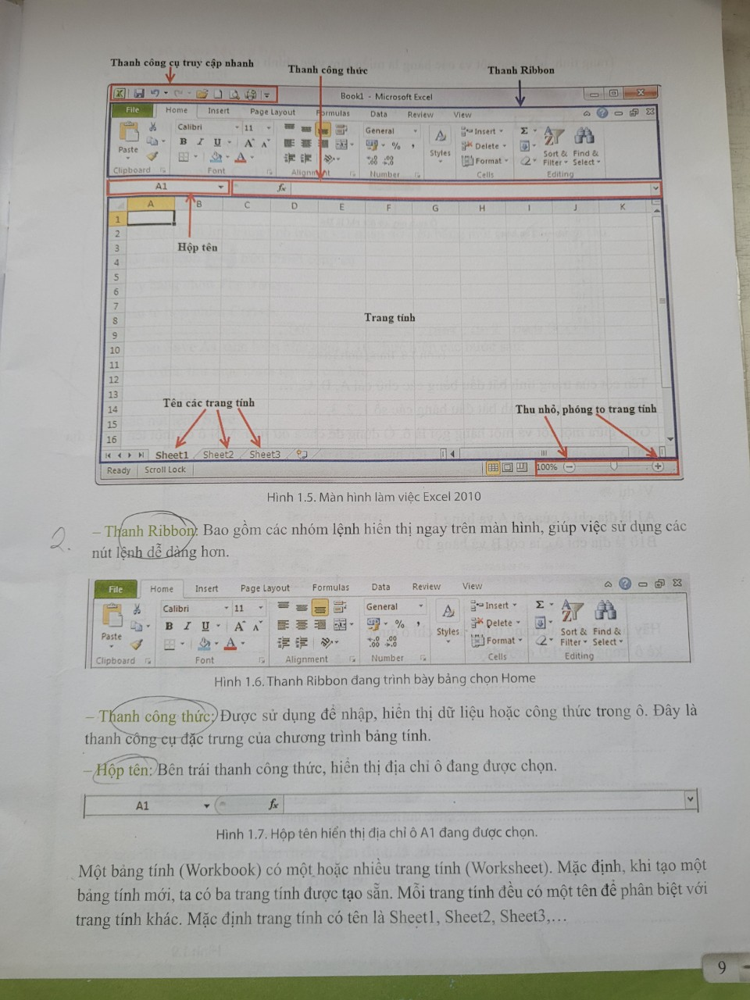 Thanh công cụ truy cập nhanh
Thanh công thức
Thanh Ribbon
Book1 - Microsoft Excel
File Home Insert Page Layout Formulas Data Review View
Calibri 11 General Insert
Paste B I U A A % , Styles Delete Sort & Find &
Format Filter Select
Clipboard Font Alignment Number Cells Editing
A1 fx
A B C D E F G H I J K
1
2
3
Hộp tên
4
5
6
7
8
Trang tính
9
10
11
12
13
Tên các trang tính
Thu nhỏ, phóng to trang tính
14
15
16
Sheet1 Sheet2 Sheet3
Ready Scroll Lock 100%
Hình 1.5. Màn hình làm việc Excel 2010
2.
– Thanh Ribbon: Bao gồm các nhóm lệnh hiển thị ngay trên màn hình, giúp việc sử dụng các
nút lệnh dễ dàng hơn.
File Home Insert Page Layout Formulas Data Review View
Calibri 11 General Insert
Paste B I U A A % , Styles Delete Sort & Find &
Format Filter Select
Clipboard Font Alignment Number Cells Editing
Hình 1.6. Thanh Ribbon đang trình bày bảng chọn Home
– Thanh công thức: Được sử dụng để nhập, hiển thị dữ liệu hoặc công thức trong ô. Đây là
thanh công cụ đặc trưng của chương trình bảng tính.
– Hộp tên: Bên trái thanh công thức, hiển thị địa chỉ ô đang được chọn.
A1 fx
Hình 1.7. Hộp tên hiển thị địa chỉ ô A1 đang được chọn.
Một bảng tính (Workbook) có một hoặc nhiều trang tính (Worksheet). Mặc định, khi tạo một
bảng tính mới, ta có ba trang tính được tạo sẵn. Mỗi trang tính đều có một tên để phân biệt với
trang tính khác. Mặc định trang tính có tên là Sheet1, Sheet2, Sheet3,…
9